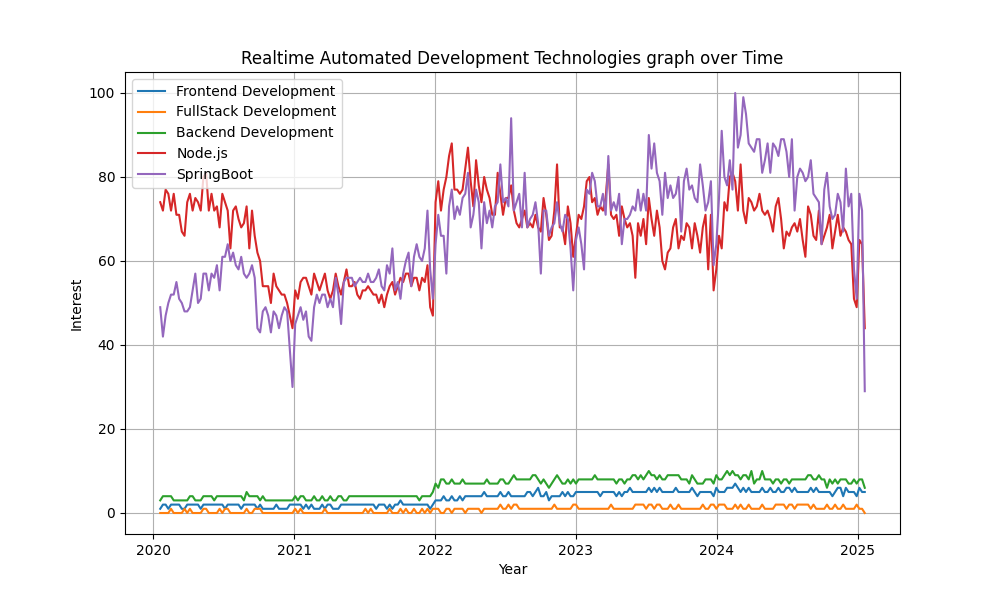 Realtime Automated Development Technologies graph over Time
Frontend Development
FullStack Development
Backend Development
Node.js
SpringBoot
100
80
60
40
20
0
Interest
2020 2021 2022 2023 2024 2025
Year